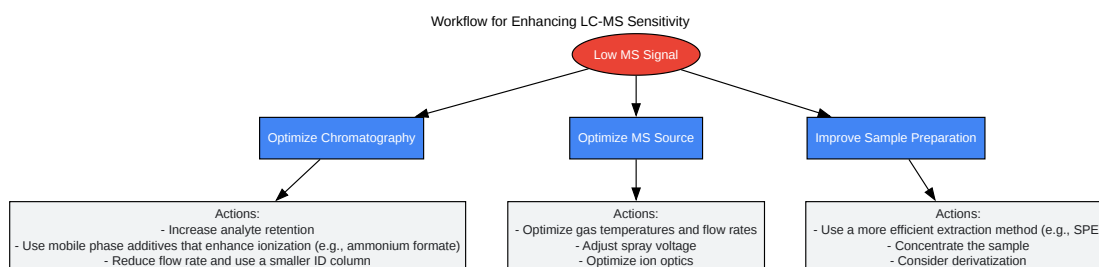 Workflow for Enhancing LC-MS Sensitivity
Low MS Signal
Optimize Chromatography
Optimize MS Source
Improve Sample Preparation
Actions:
- Increase analyte retention
- Use mobile phase additives that enhance ionization (e.g., ammonium formate)
- Reduce flow rate and use a smaller ID column
Actions:
- Optimize gas temperatures and flow rates
- Adjust spray voltage
- Optimize ion optics
Actions:
- Use a more efficient extraction method (e.g., SPE
- Concentrate the sample
- Consider derivatization